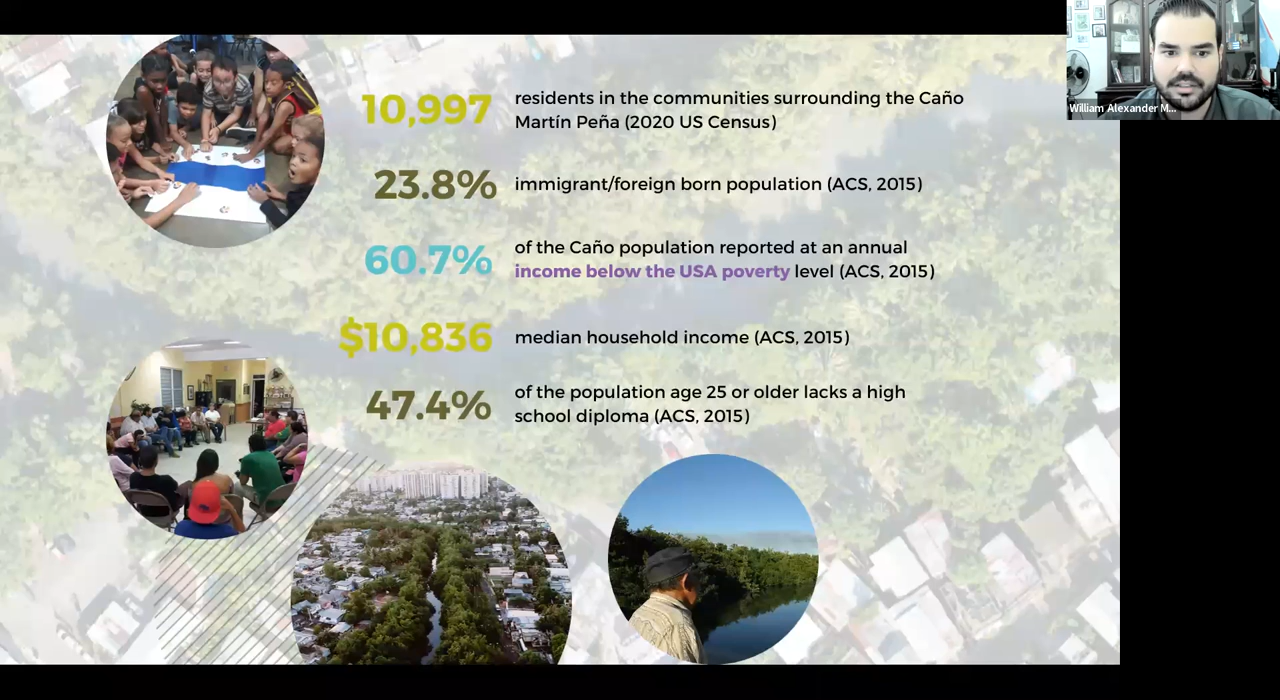 10,997
residents in the communities surrounding the Caño
Martín Peña (2020 US Census)
23.8%
immigrant/foreign born population (ACS, 2015)
60.7%
of the Caño population reported at an annual
income below the USA poverty level (ACS, 2015)
$10,836
median household income (ACS, 2015)
47.4%
of the population age 25 or older lacks a high
school diploma (ACS, 2015)
William Alexander M...